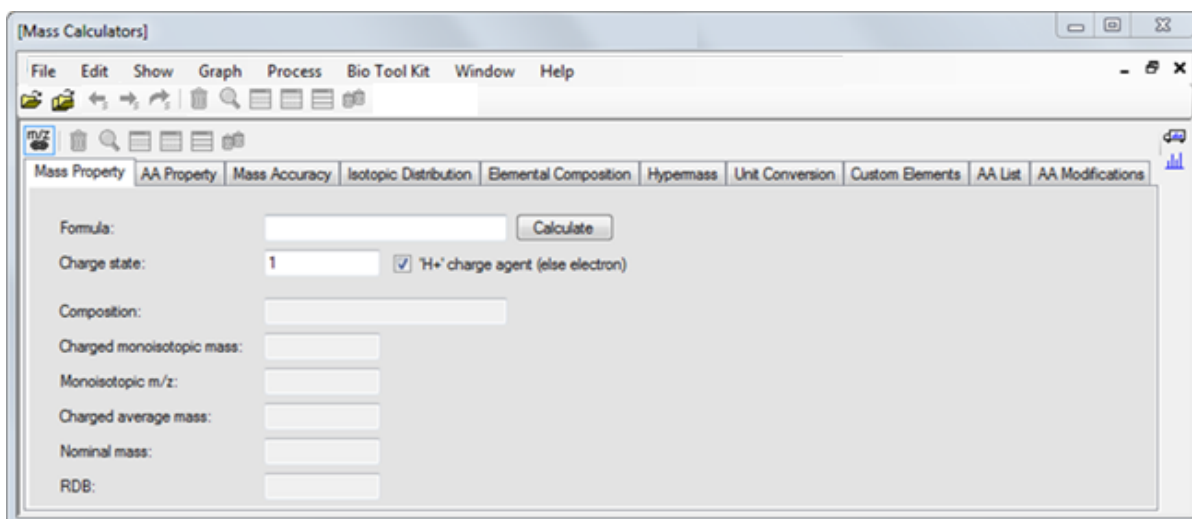 [Mass Calculators]
File Edit Show Graph Process Bio Tool Kit Window Help
m/z
Mass Property AA Property Mass Accuracy Isotopic Distribution Elemental Composition Hypermass Unit Conversion Custom Elements AA List AA Modifications
Formula: Calculate
Charge state: 1 'H+' charge agent (else electron)
Composition:
Charged monoisotopic mass:
Monoisotopic m/z:
Charged average mass:
Nominal mass:
RDB: